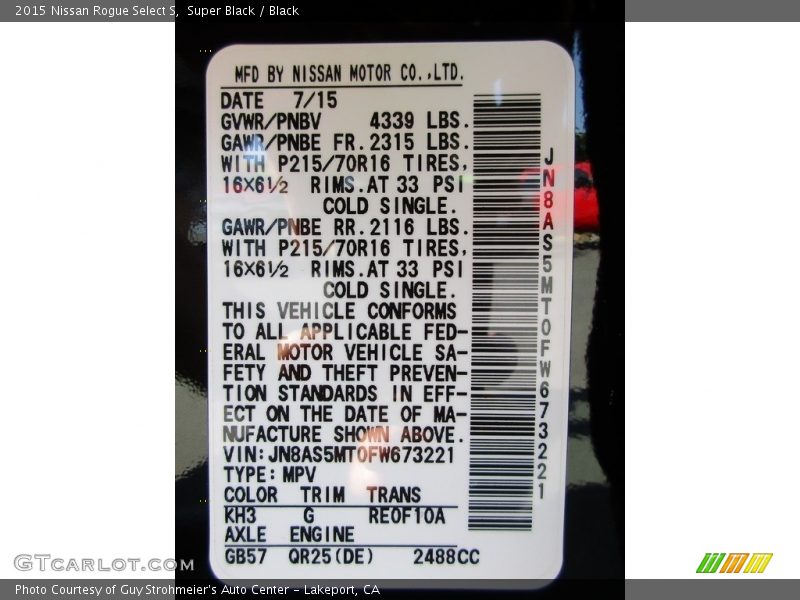 2015 Nissan Rogue Select S, Super Black / Black
MFD BY NISSAN MOTOR CO.,LTD.
DATE 7/15
GVWR/PNBV 4339 LBS.
GAWR/PNBE FR.2315 LBS.
WITH P215/70R16 TIRES,
16×6½ RIMS.AT 33 PSI
COLD SINGLE.
GAWR/PNBE RR.2116 LBS.
WITH P215/70R16 TIRES,
16×6½ RIMS.AT 33 PSI
COLD SINGLE.
THIS VEHICLE CONFORMS
TO ALL APPLICABLE FED-
ERAL MOTOR VEHICLE SA-
FETY AND THEFT PREVEN-
TION STANDARDS IN EFF-
ECT ON THE DATE OF MA-
NUFACTURE SHOWN ABOVE.
VIN:JN8AS5MT0FW673221
TYPE:MPV
COLOR TRIM TRANS
KH3 G RE0F10A
AXLE ENGINE
GB57 QR25(DE) 2488CC
JN8AS5MT0FW673221
GTCARLOT.COM
Photo Courtesy of Guy Strohmeier's Auto Center - Lakeport, CA